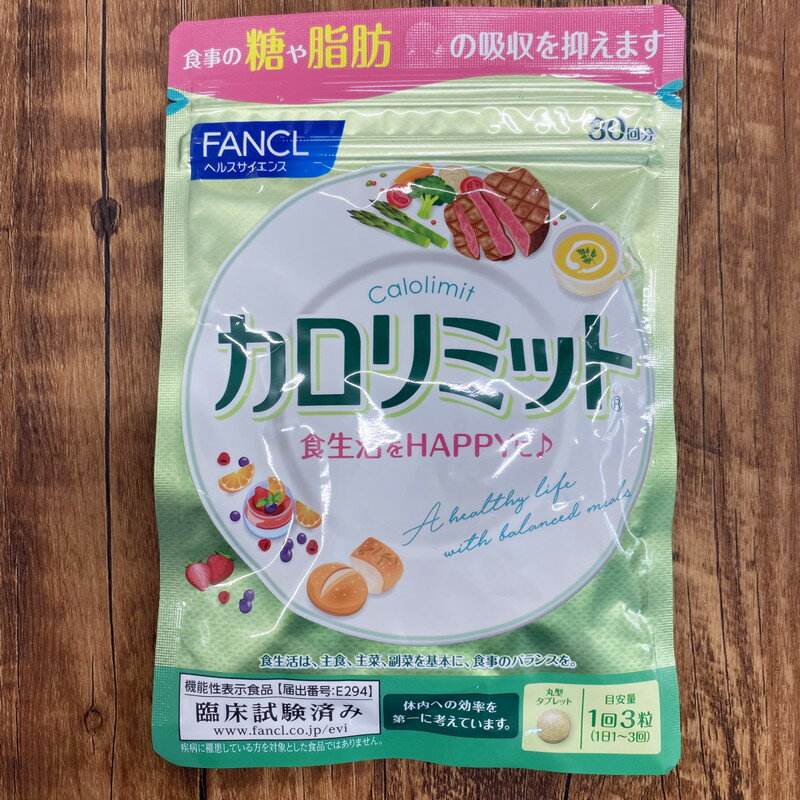 食事の糖や脂肪の吸収を抑えます
FANCL
ヘルスサイエンス
30回分
Calolimit
カロリミット®
食生活をHAPPYに♪
A healthy life
with balanced meals
食生活は、主食、主菜、副菜を基本に、食事のバランスを。
機能性表示食品【届出番号:E294】
臨床試験済み
www.fancl.co.jp/evi
疾病に罹患している方を対象とした食品ではありません。
体内への効率を
第一に考えています。
丸型
タブレット
目安量
1回3粒
(1日1~3回)